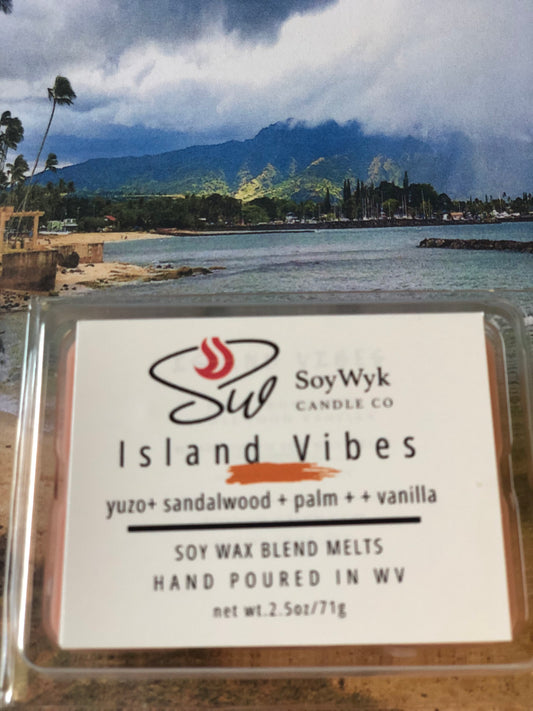 Sw
SoyWyk
CANDLE CO
Island Vibes
yuzo+ sandalwood + palm + + vanilla
SOY WAX BLEND MELTS
HAND POURED IN WV
net wt.2.5oz/71g